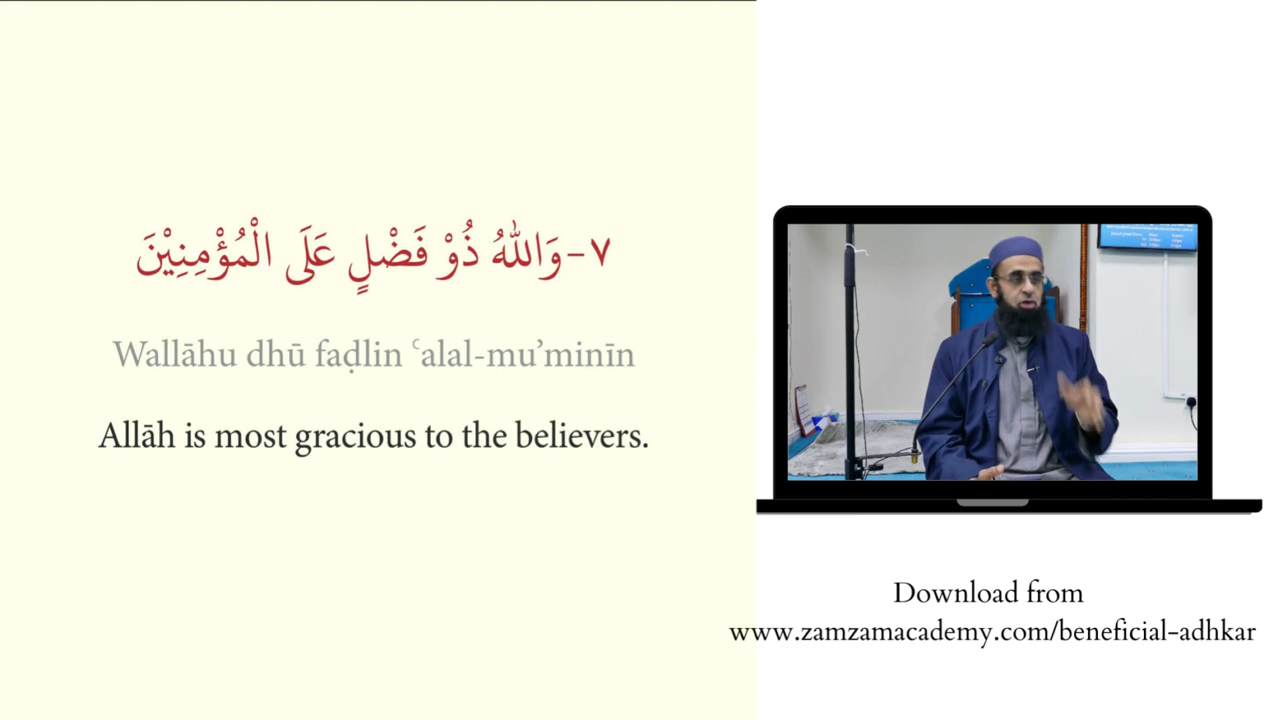 ٧-وَاللّٰهُ ذُوْ فَضْلٍ عَلَى الْمُؤْمِنِيْنَ
Wallāhu dhū faḍlin ʿalal-mu’minīn
Allāh is most gracious to the believers.
Download from
www.zamzamacademy.com/beneficial-adhkar